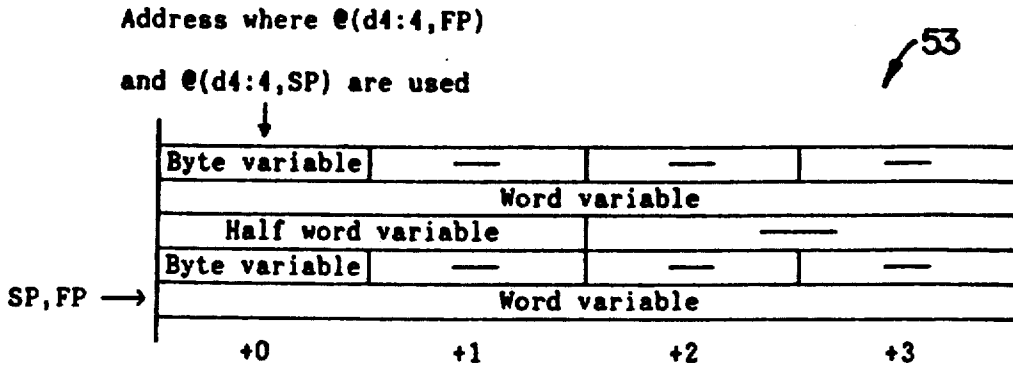 Address where @(d4:4,FP)
53
and @(d4:4,SP) are used
Byte variable
Word variable
Half word variable
Byte variable
SP,FP
Word variable
+0 +1 +2 +3